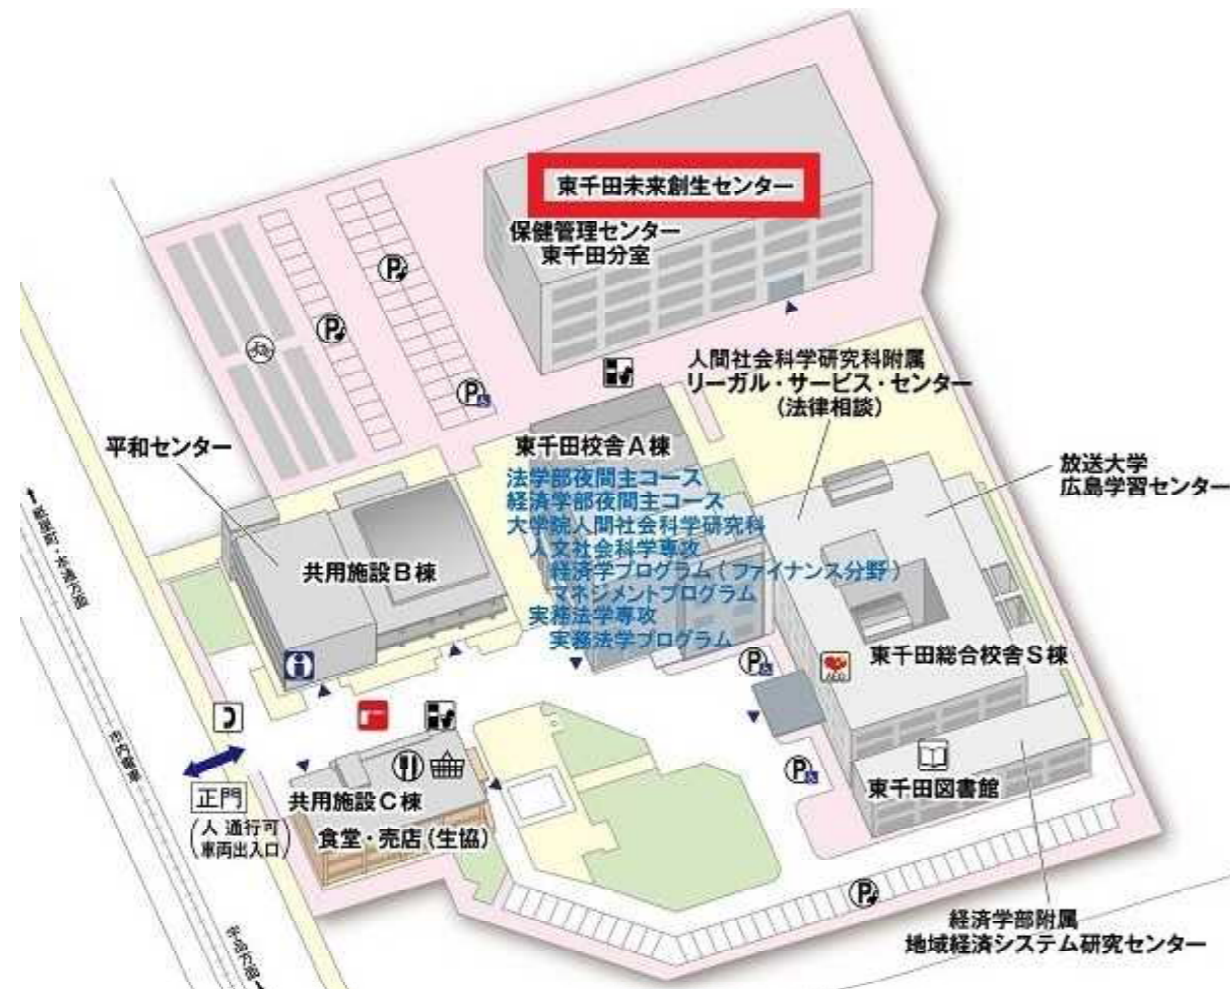 東千田未来創生センター
保健管理センター
東千田分室
人間社会科学研究科附属
リーガル・サービス・センター
(法律相談)
平和センター
東千田校舎A棟
法学部夜間主コース
経済学部夜間主コース
大学院人間社会科学研究科
人文社会科学専攻
経済学プログラム(ファイナンス分野)
マネジメントプログラム
実務法学専攻
実務法学プログラム
放送大学
広島学習センター
共用施設B棟
東千田総合校舎S棟
AED
紙屋町・本通方面
市内電車
正門
(人 通行可
車両出入口)
共用施設C棟
食堂・売店(生協)
東千田図書館
経済学部附属
地域経済システム研究センター
宇品方面
P
P
P
P
P
P